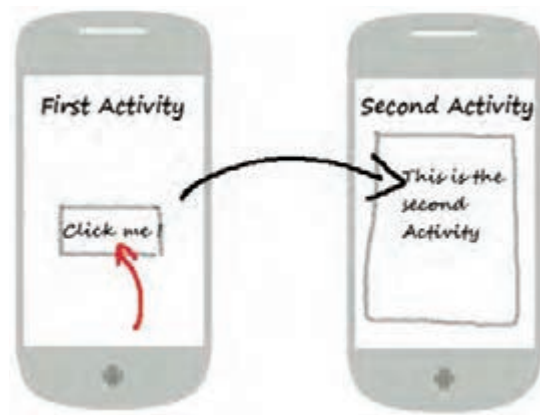 First Activity
Click me!
Second Activity
This is the
second
Activity